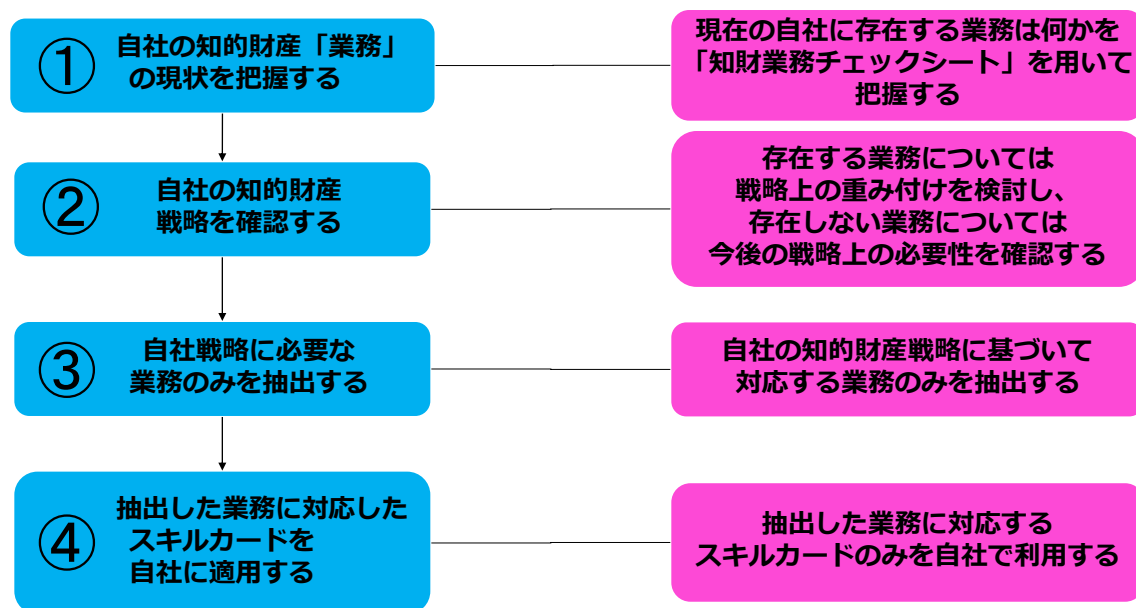 ①
自社の知的財産「業務」
の現状を把握する
現在の自社に存在する業務は何かを
「知財業務チェックシート」を用いて
把握する
②
自社の知的財産
戦略を確認する
存在する業務については
戦略上の重み付けを検討し、
存在しない業務については
今後の戦略上の必要性を確認する
③
自社戦略に必要な
業務のみを抽出する
自社の知的財産戦略に基づいて
対応する業務のみを抽出する
④
抽出した業務に対応した
スキルカードを
自社に適用する
抽出した業務に対応する
スキルカードのみを自社で利用する